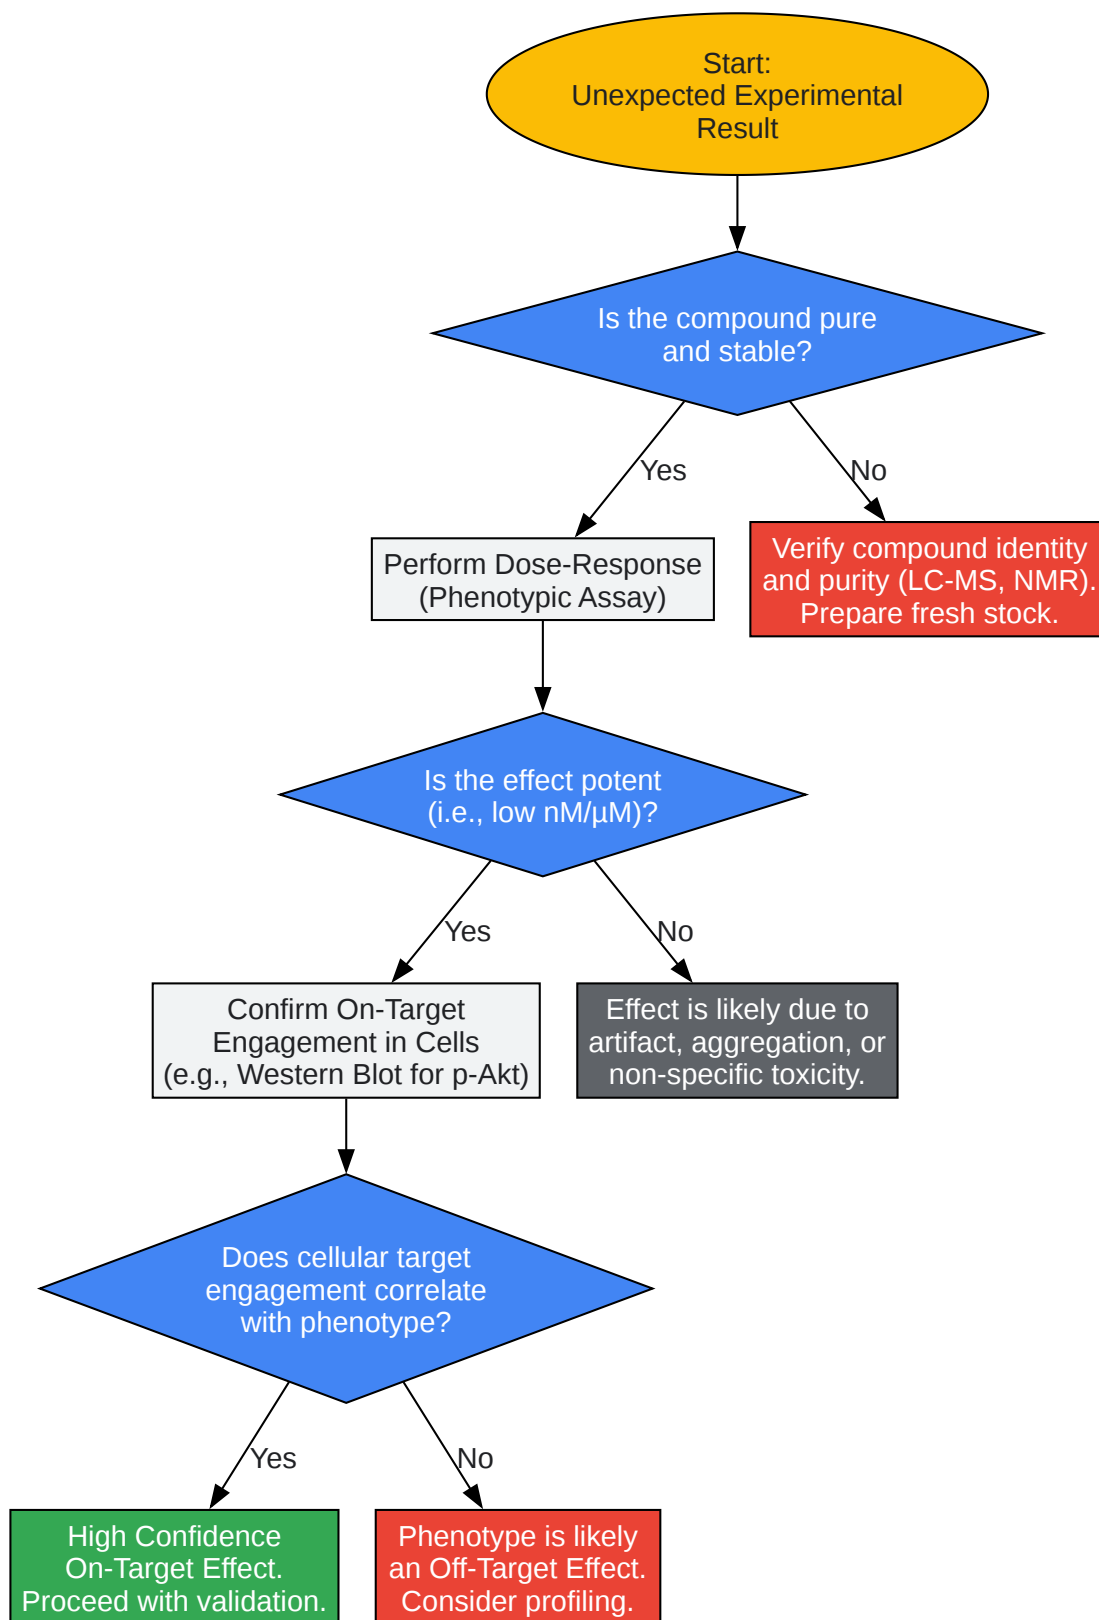 Start:
Unexpected Experimental
Result
Is the compound pure
and stable?
Yes
No
Perform Dose-Response
(Phenotypic Assay)
Verify compound identity
and purity (LC-MS, NMR).
Prepare fresh stock.
Is the effect potent
(i.e., low nM/µM)?
Yes
No
Confirm On-Target
Engagement in Cells
(e.g., Western Blot for p-Akt)
Effect is likely due to
artifact, aggregation, or
non-specific toxicity.
Does cellular target
engagement correlate
with phenotype?
Yes
No
High Confidence
On-Target Effect.
Proceed with validation.
Phenotype is likely
an Off-Target Effect.
Consider profiling.